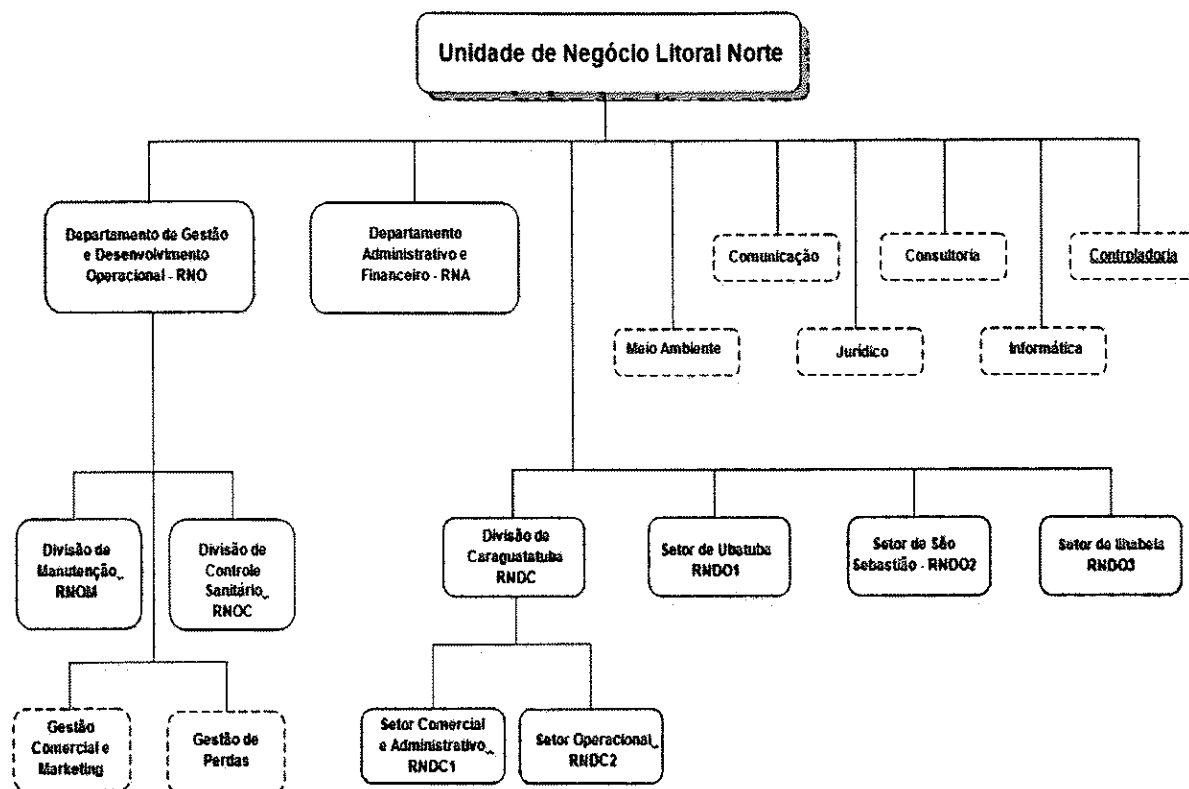 Unidade de Negócio Litoral Norte
Departamento de Gestão
e Desenvolvimento
Operacional - RNO
Departamento
Administrativo e
Financeiro - RNA
Comunicação
Consultoria
Controladoria
Meio Ambiente
Jurídico
Informática
Divisão de
Manutenção
RNOM
Divisão de
Controle
Sanitário
RNOC
Divisão de
Caraguatatuba
RNDC
Setor de Ubatuba
RNDO1
Setor de São
Sebastião - RNDO2
Setor de Ilhabela
RNDO3
Gestão
Comercial e
Marketing
Gestão de
Perdas
Setor Comercial
e Administrativo
RNDC1
Setor Operacional
RNDC2